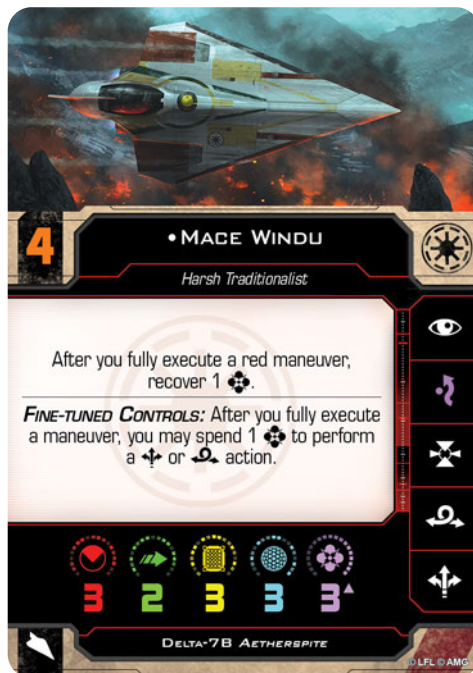 4
•Mace Windu
Harsh Traditionalist
After you fully execute a red maneuver,
recover 1 .
Fine-tuned Controls: After you fully execute
a maneuver, you may spend 1 to perform
a or action.
3 2 3 3 3
Delta-7B Aetherspite
© LFL © AMG